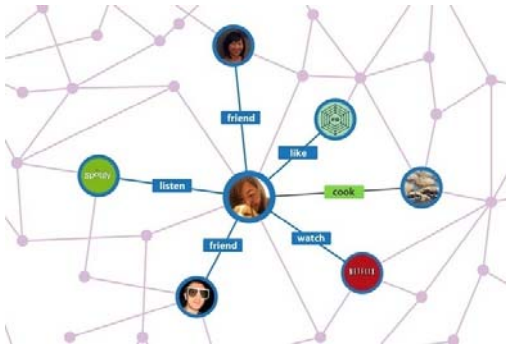 friend
like
Spotify
listen
cook
friend
watch
NETFLIX